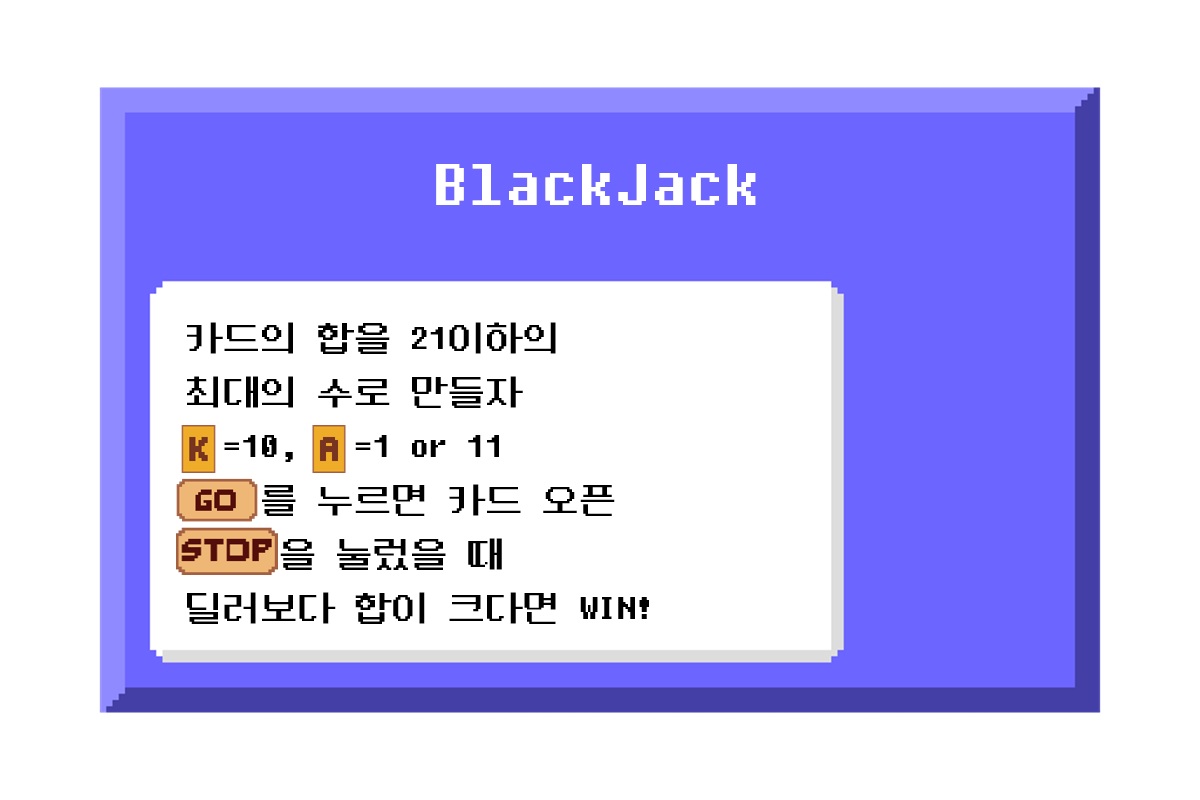 BlackJack
카드의 합을 21이하의
최대의 수로 만들자
K =10, A =1 or 11
GO 를 누르면 카드 오픈
STOP 을 눌렀을 때
딜러보다 합이 크다면 WIN!